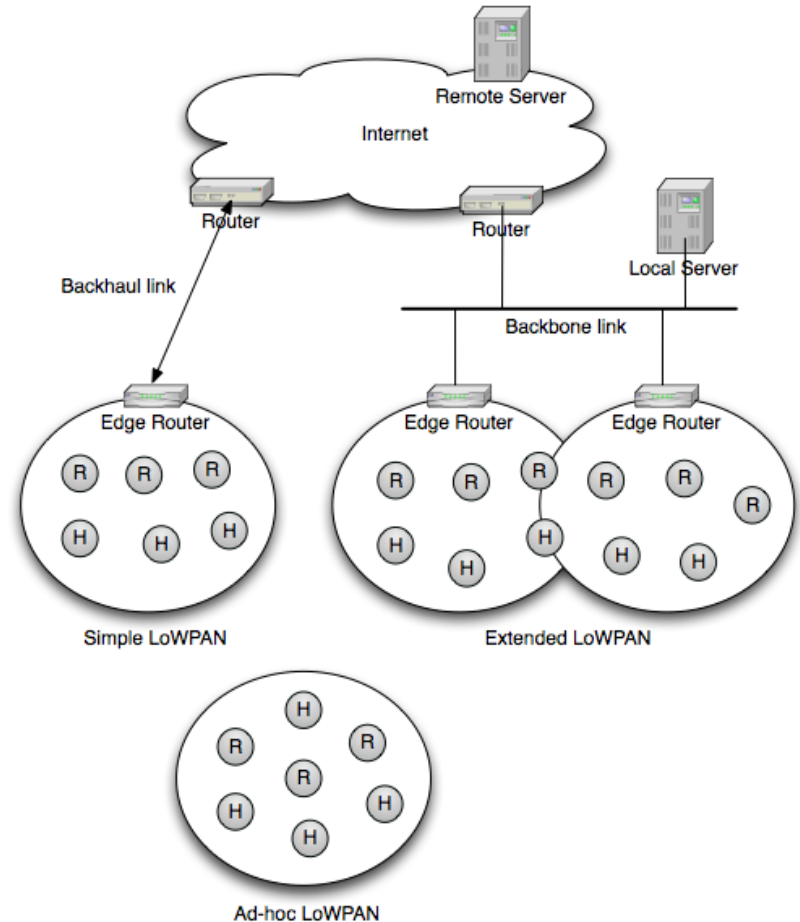 Remote Server
Internet
Router
Router
Local Server
Backhaul link
Backbone link
Edge Router
Edge Router
Edge Router
R
R
R
H
H
H
R
R
R
H
H
H
R
R
R
H
H
Simple LoWPAN
Extended LoWPAN
H
R
R
R
H
H
H
Ad-hoc LoWPAN